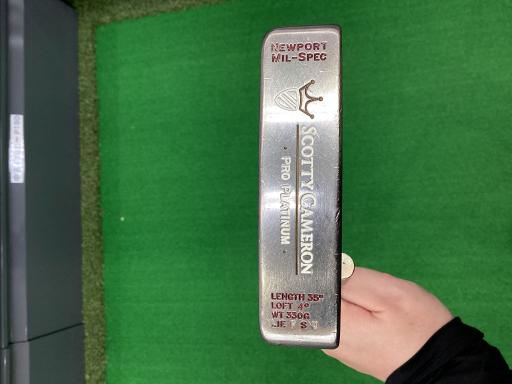 NEWPORT
MIL-SPEC
SCOTTY CAMERON
PRO PLATINUM
LENGTH 35"
LOFT 4°
WT 330G